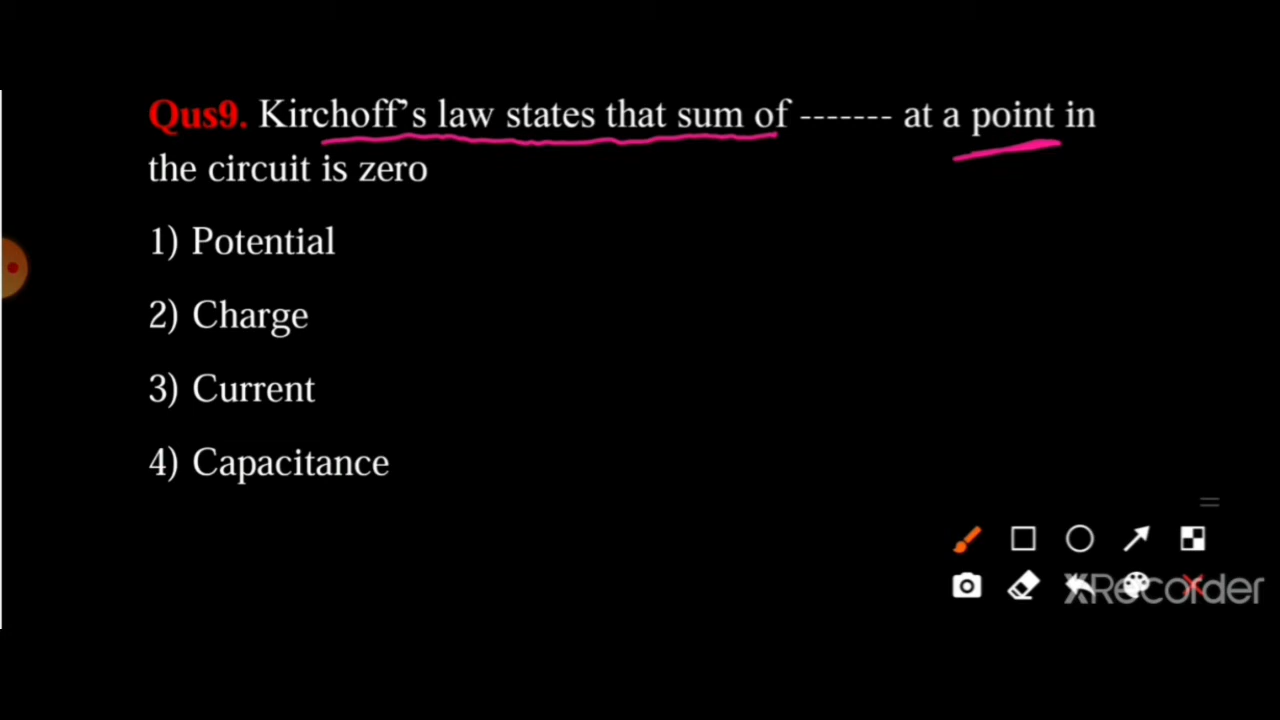 Qus9. Kirchoff's law states that sum of ------- at a point in
the circuit is zero
1) Potential
2) Charge
3) Current
4) Capacitance
XRecorder